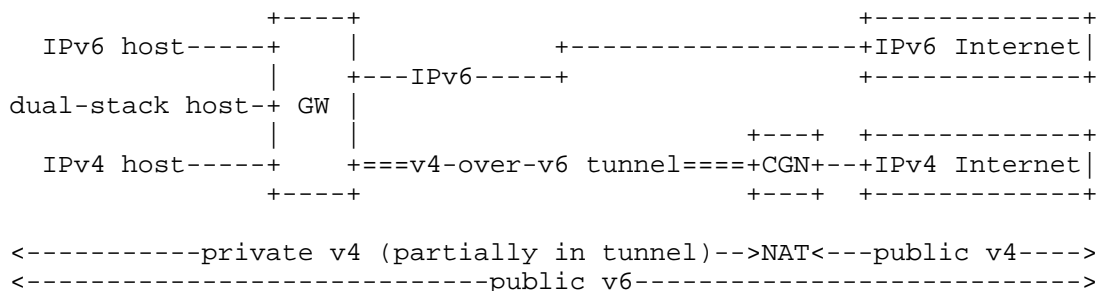 +----+                                   +-------------+
  IPv6 host-----+      |             +------------------+IPv6 Internet|
                      |      +---IPv6-----+                  +-------------+
dual-stack host-+  GW  |
                      |      |                             +---+  +-------------+
  IPv4 host-----+      +===v4-over-v6 tunnel====+CGN+--+IPv4 Internet|
                    +----+                             +---+  +-------------+
<-----------private v4 (partially in tunnel)-->NAT<---public v4---->
<-----------------------------public v6---------------------------->